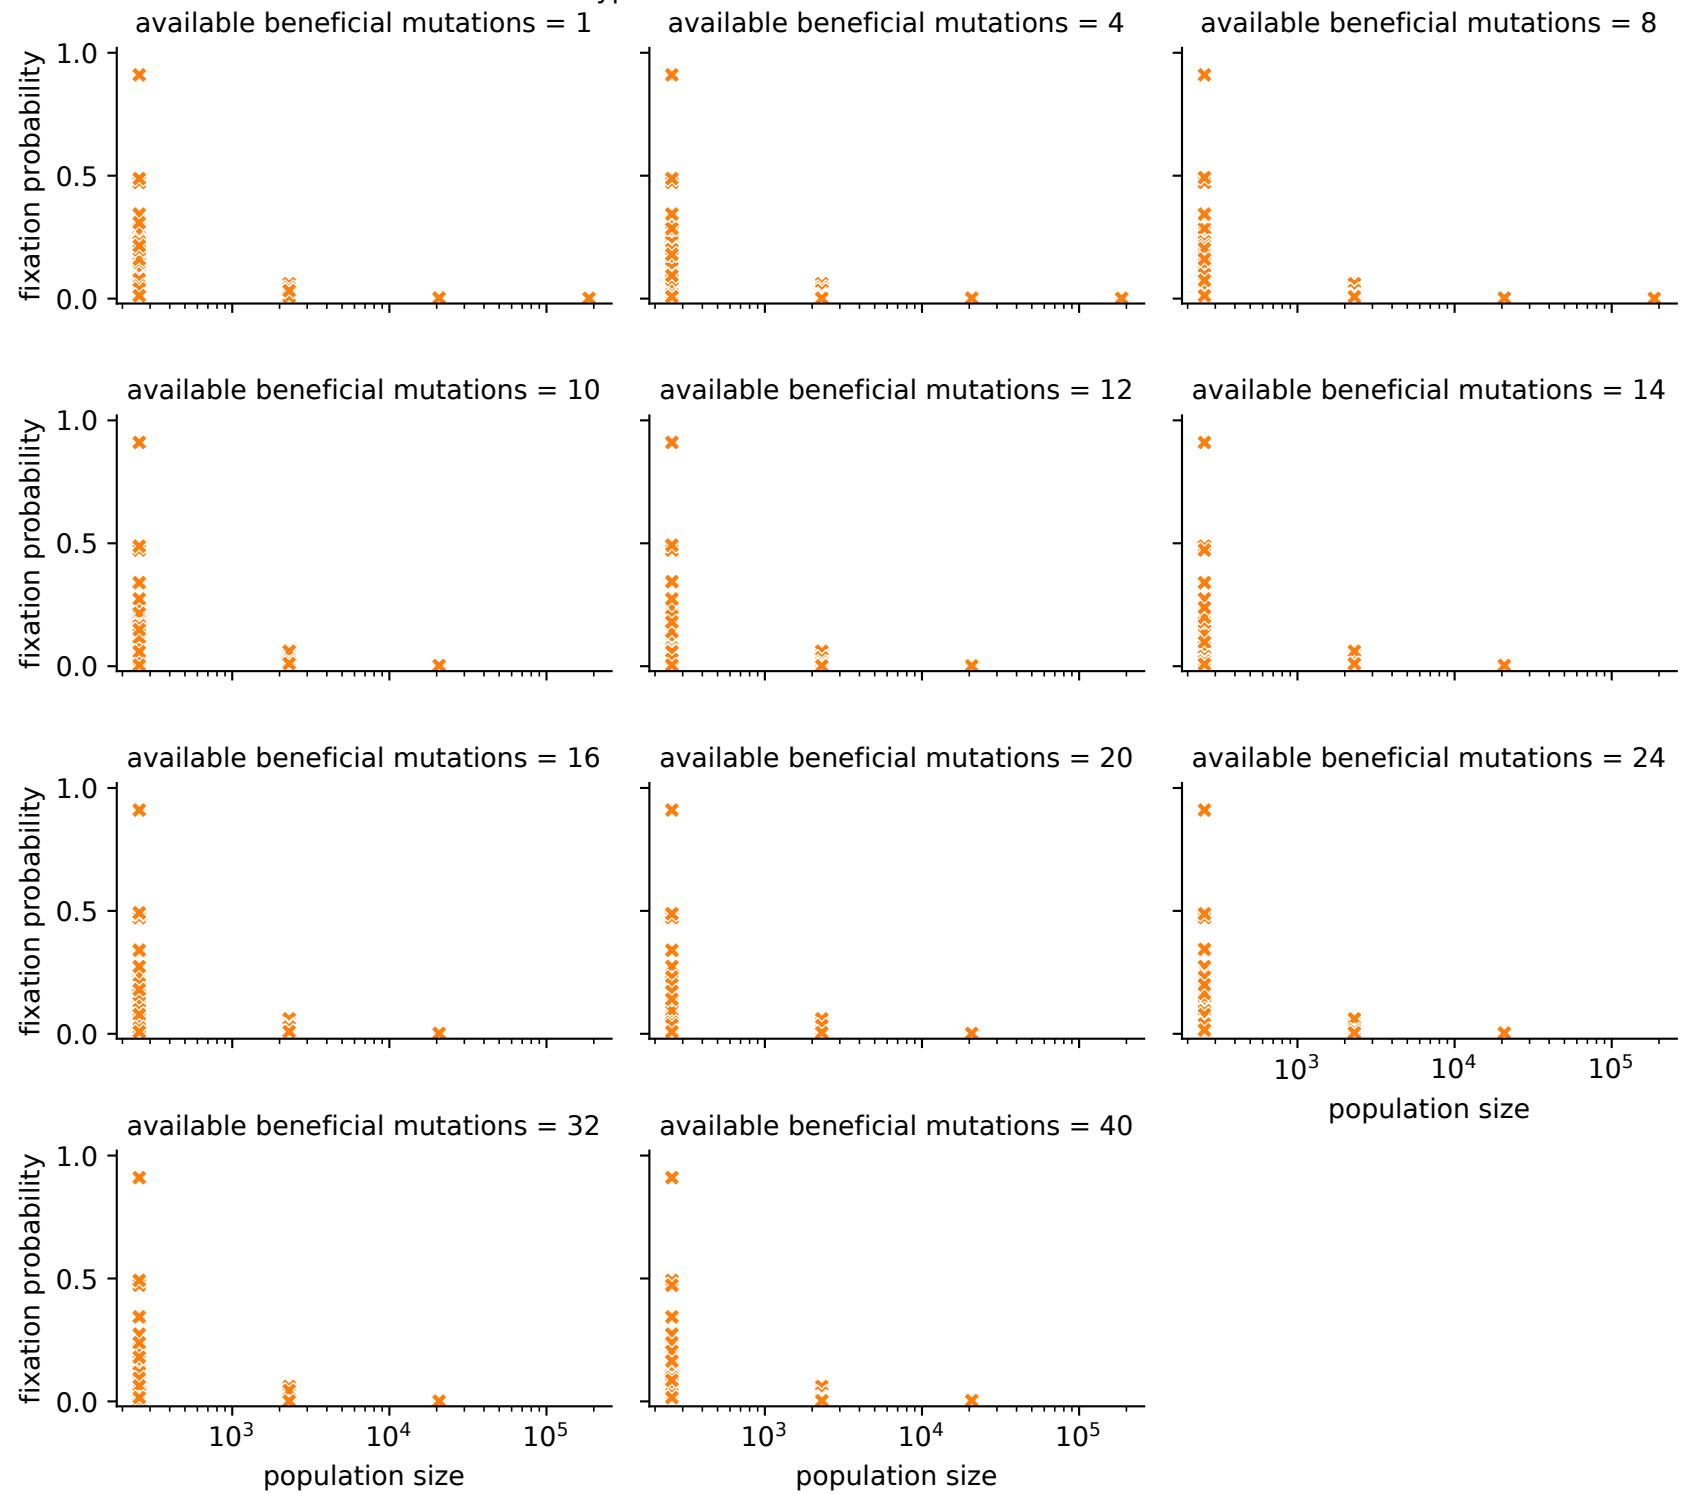 available beneficial mutations = 1
available beneficial mutations = 4
available beneficial mutations = 8
fixation probability
1.0
0.5
0.0
available beneficial mutations = 10
available beneficial mutations = 12
available beneficial mutations = 14
fixation probability
1.0
0.5
0.0
available beneficial mutations = 16
available beneficial mutations = 20
available beneficial mutations = 24
fixation probability
1.0
0.5
0.0
10³ 10⁴ 10⁵
population size
available beneficial mutations = 32
available beneficial mutations = 40
fixation probability
1.0
0.5
0.0
10³ 10⁴ 10⁵
population size
10³ 10⁴ 10⁵
population size